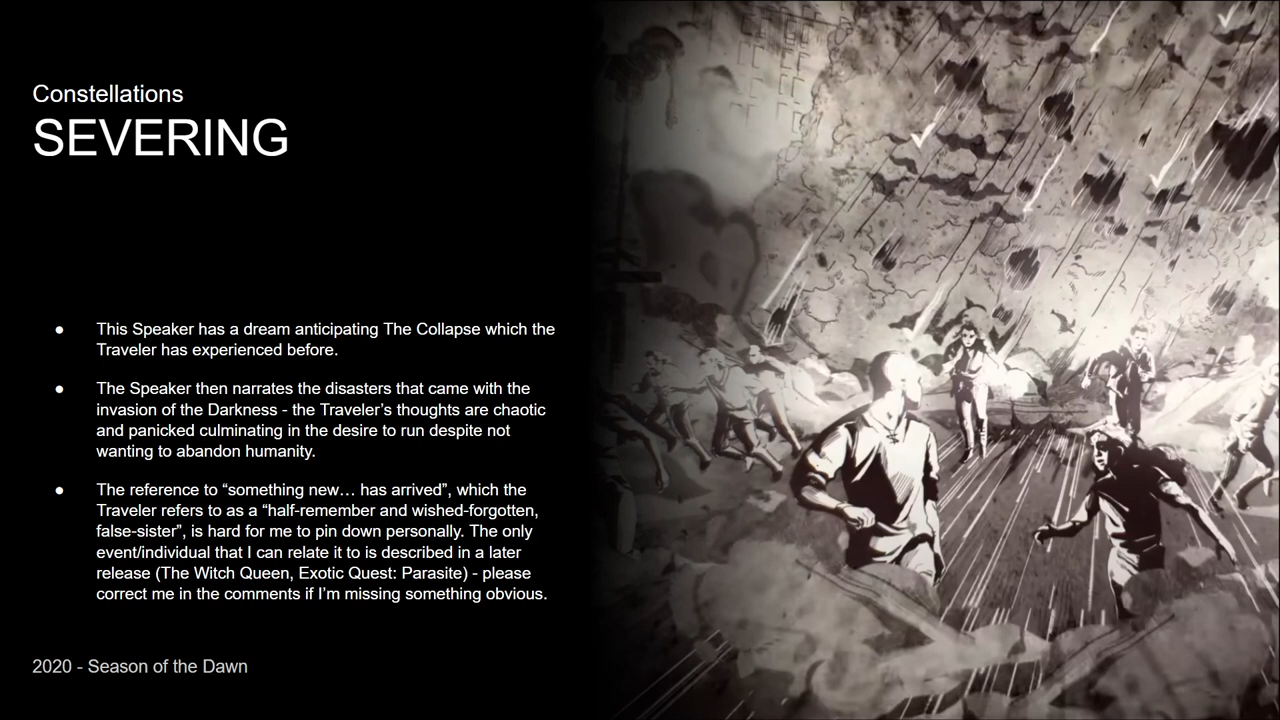 Constellations
SEVERING
● This Speaker has a dream anticipating The Collapse which the
Traveler has experienced before.
● The Speaker then narrates the disasters that came with the
invasion of the Darkness - the Traveler’s thoughts are chaotic
and panicked culminating in the desire to run despite not
wanting to abandon humanity.
● The reference to “something new… has arrived”, which the
Traveler refers to as a “half-remember and wished-forgotten,
false-sister”, is hard for me to pin down personally. The only
event/individual that I can relate it to is described in a later
release (The Witch Queen, Exotic Quest: Parasite) - please
correct me in the comments if I’m missing something obvious.
2020 - Season of the Dawn